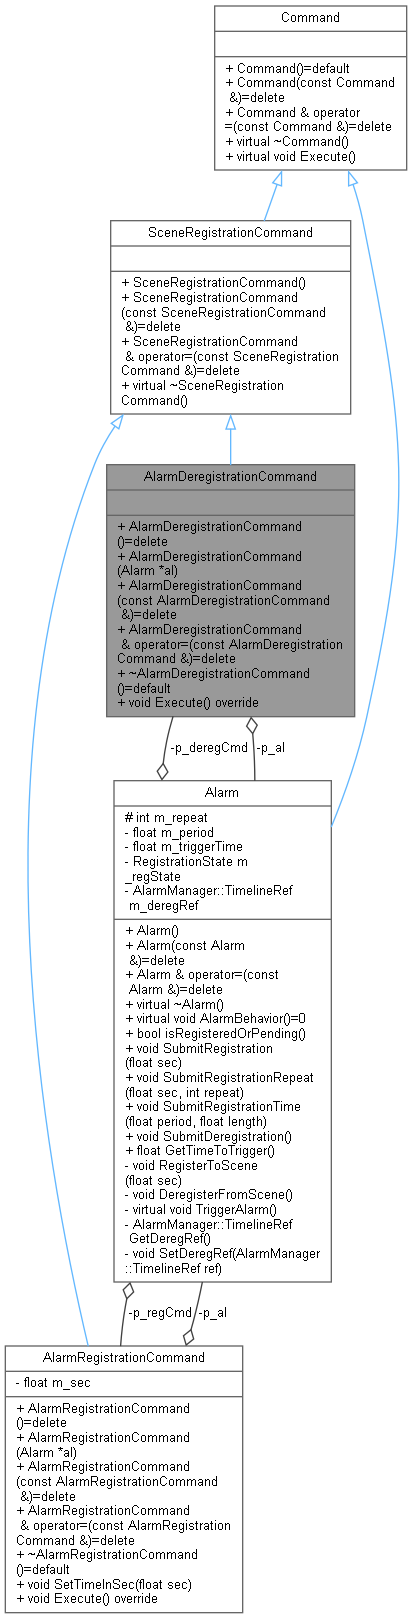 Command
+ Command()=default
+ Command(const Command
&)=delete
+ Command & operator
=(const Command &)=delete
+ virtual ~Command()
+ virtual void Execute()
SceneRegistrationCommand
+ SceneRegistrationCommand()
+ SceneRegistrationCommand
(const SceneRegistrationCommand
&)=delete
+ SceneRegistrationCommand
& operator=(const SceneRegistration
Command &)=delete
+ virtual ~SceneRegistration
Command()
AlarmDeregistrationCommand
+ AlarmDeregistrationCommand
()=delete
+ AlarmDeregistrationCommand
(Alarm *al)
+ AlarmDeregistrationCommand
(const AlarmDeregistrationCommand
&)=delete
+ AlarmDeregistrationCommand
& operator=(const AlarmDeregistration
Command &)=delete
+ ~AlarmDeregistrationCommand
()=default
+ void Execute() override
-p_deregCmd
-p_al
Alarm
# int m_repeat
- float m_period
- float m_triggerTime
- RegistrationState m
_regState
- AlarmManager::TimelineRef
m_deregRef
+ Alarm()
+ Alarm(const Alarm
&)=delete
+ Alarm & operator=(const
Alarm &)=delete
+ virtual ~Alarm()
+ virtual void AlarmBehavior()=0
+ bool isRegisteredOrPending()
+ void SubmitRegistration
(float sec)
+ void SubmitRegistrationRepeat
(float sec, int repeat)
+ void SubmitRegistrationTime
(float period, float length)
+ void SubmitDeregistration()
+ float GetTimeToTrigger()
- void RegisterToScene
(float sec)
- void DeregisterFromScene()
- virtual void TriggerAlarm()
- AlarmManager::TimelineRef
GetDeregRef()
- void SetDeregRef(AlarmManager
::TimelineRef ref)
-p_regCmd
-p_al
AlarmRegistrationCommand
- float m_sec
+ AlarmRegistrationCommand
()=delete
+ AlarmRegistrationCommand
(Alarm *al)
+ AlarmRegistrationCommand
(const AlarmRegistrationCommand
&)=delete
+ AlarmRegistrationCommand
& operator=(const AlarmRegistration
Command &)=delete
+ ~AlarmRegistrationCommand
()=default
+ void SetTimeInSec(float sec)
+ void Execute() override